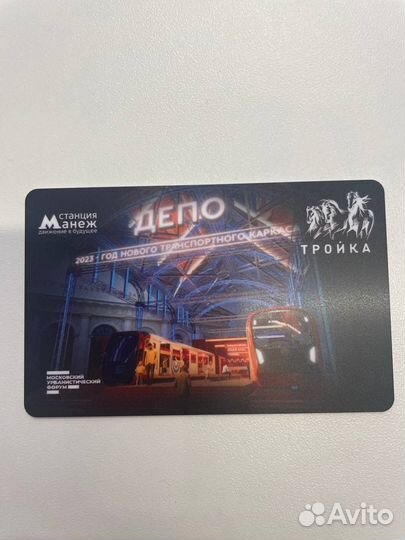 станция
Манеж
движение в будущее
ДЕПО
2023 - ГОД НОВОГО ТРАНСПОРТНОГО КАРКАСА
ТРОЙКА
МОСКОВСКИЙ
УРБАНИСТИЧЕСКИЙ
ФОРУМ
Avito